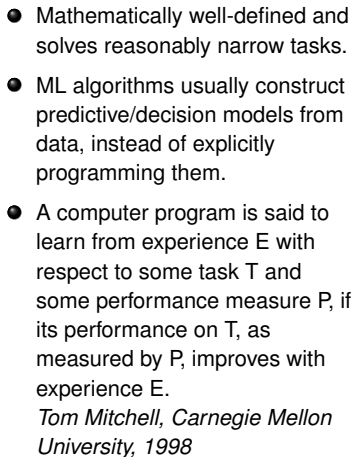 ● Mathematically well-defined and
solves reasonably narrow tasks.
● ML algorithms usually construct
predictive/decision models from
data, instead of explicitly
programming them.
● A computer program is said to
learn from experience E with
respect to some task T and
some performance measure P, if
its performance on T, as
measured by P, improves with
experience E.
Tom Mitchell, Carnegie Mellon
University, 1998